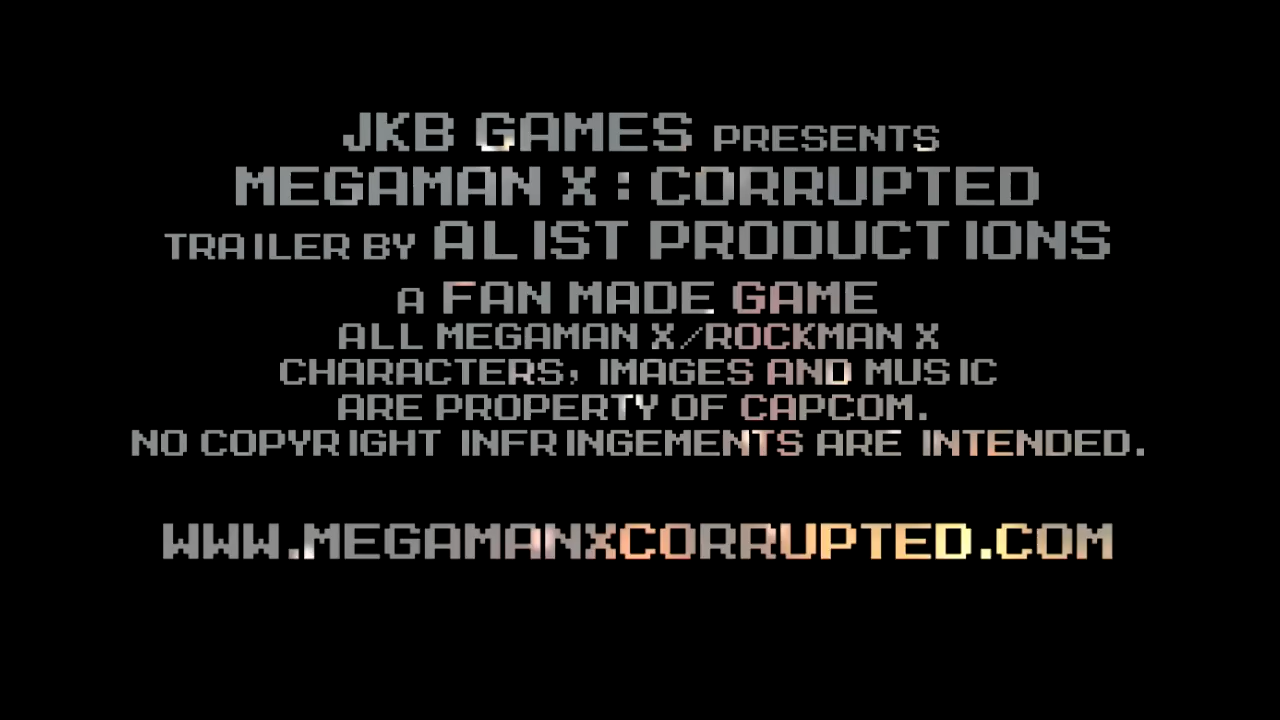 JKB GAMES PRESENTS
MEGAMAN X : CORRUPTED
TRAILER BY ALIST PRODUCTIONS
A FAN MADE GAME
ALL MEGAMAN X/ROCKMAN X
CHARACTERS, IMAGES AND MUSIC
ARE PROPERTY OF CAPCOM.
NO COPYRIGHT INFRINGEMENTS ARE INTENDED.
WWW.MEGAMANXCORRUPTED.COM